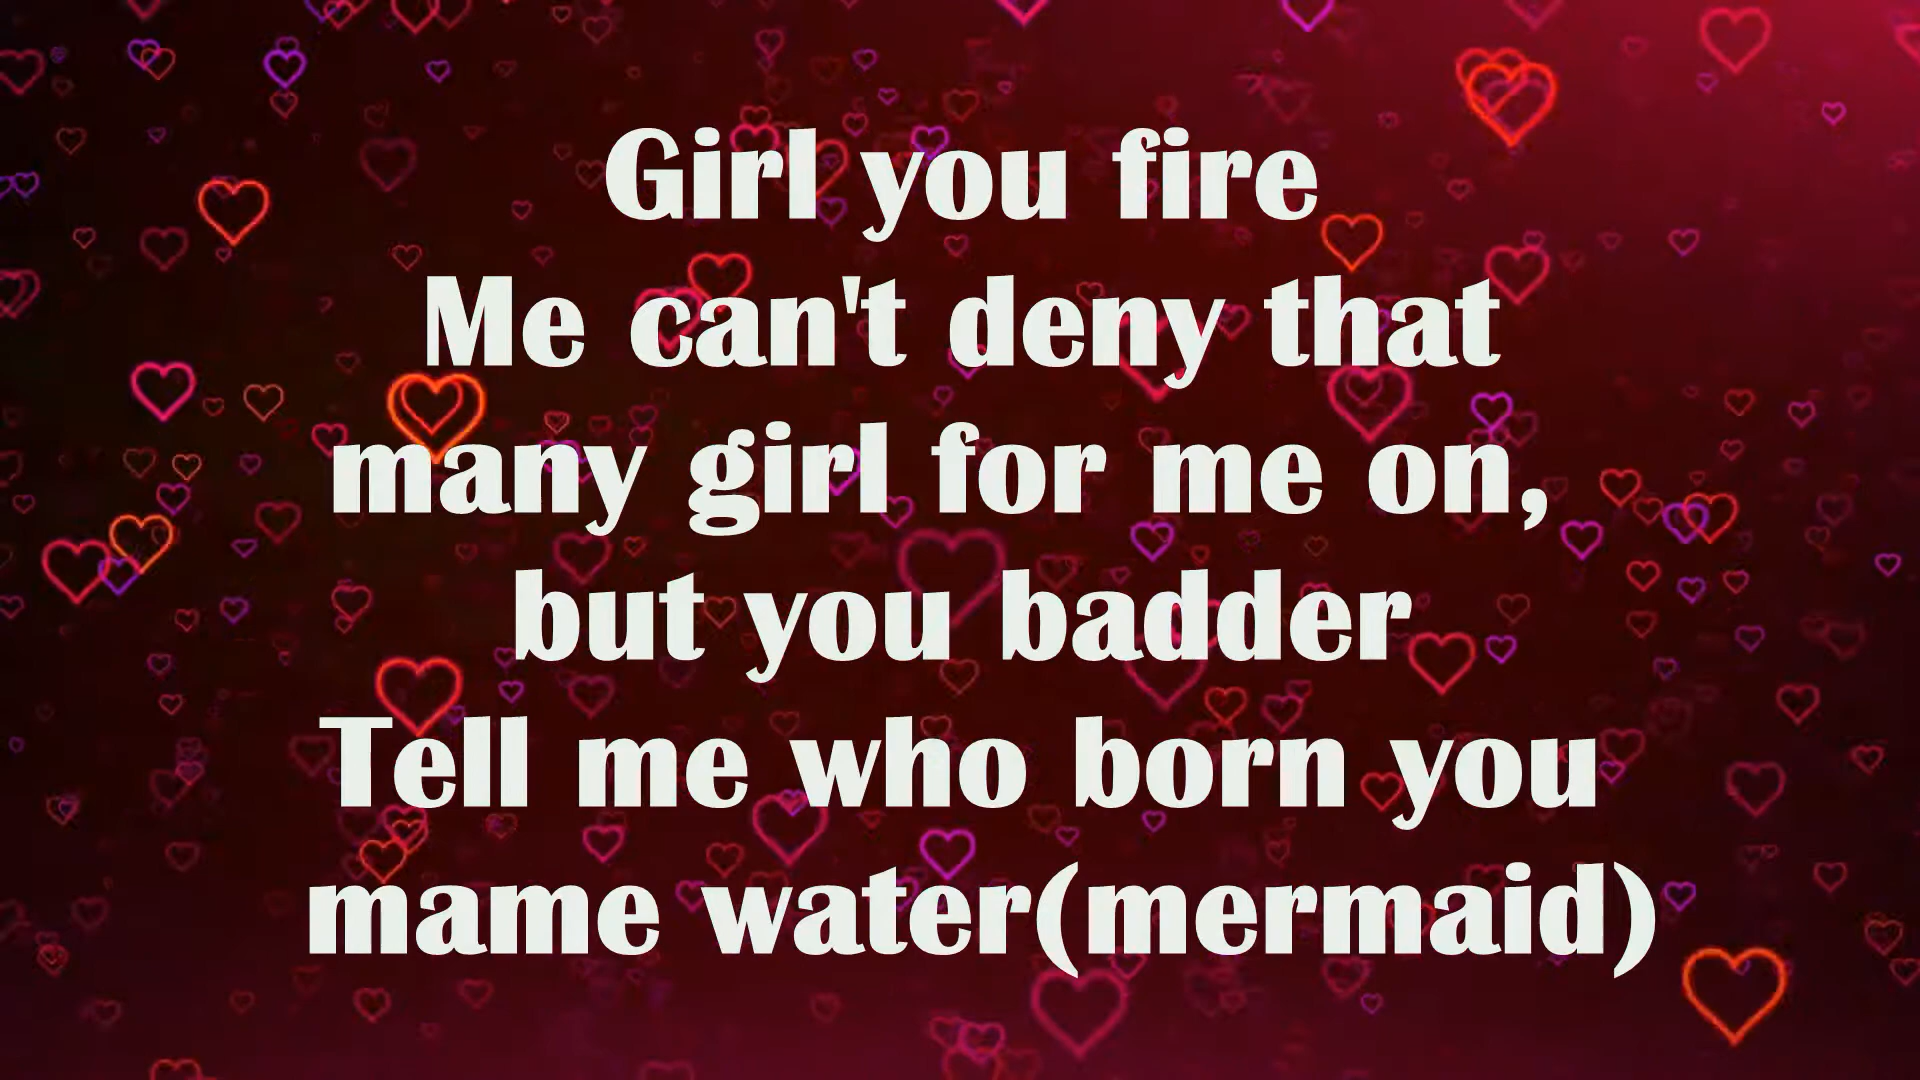 Girl you fire
Me can't deny that
many girl for me on,
but you badder
Tell me who born you
mame water(mermaid)